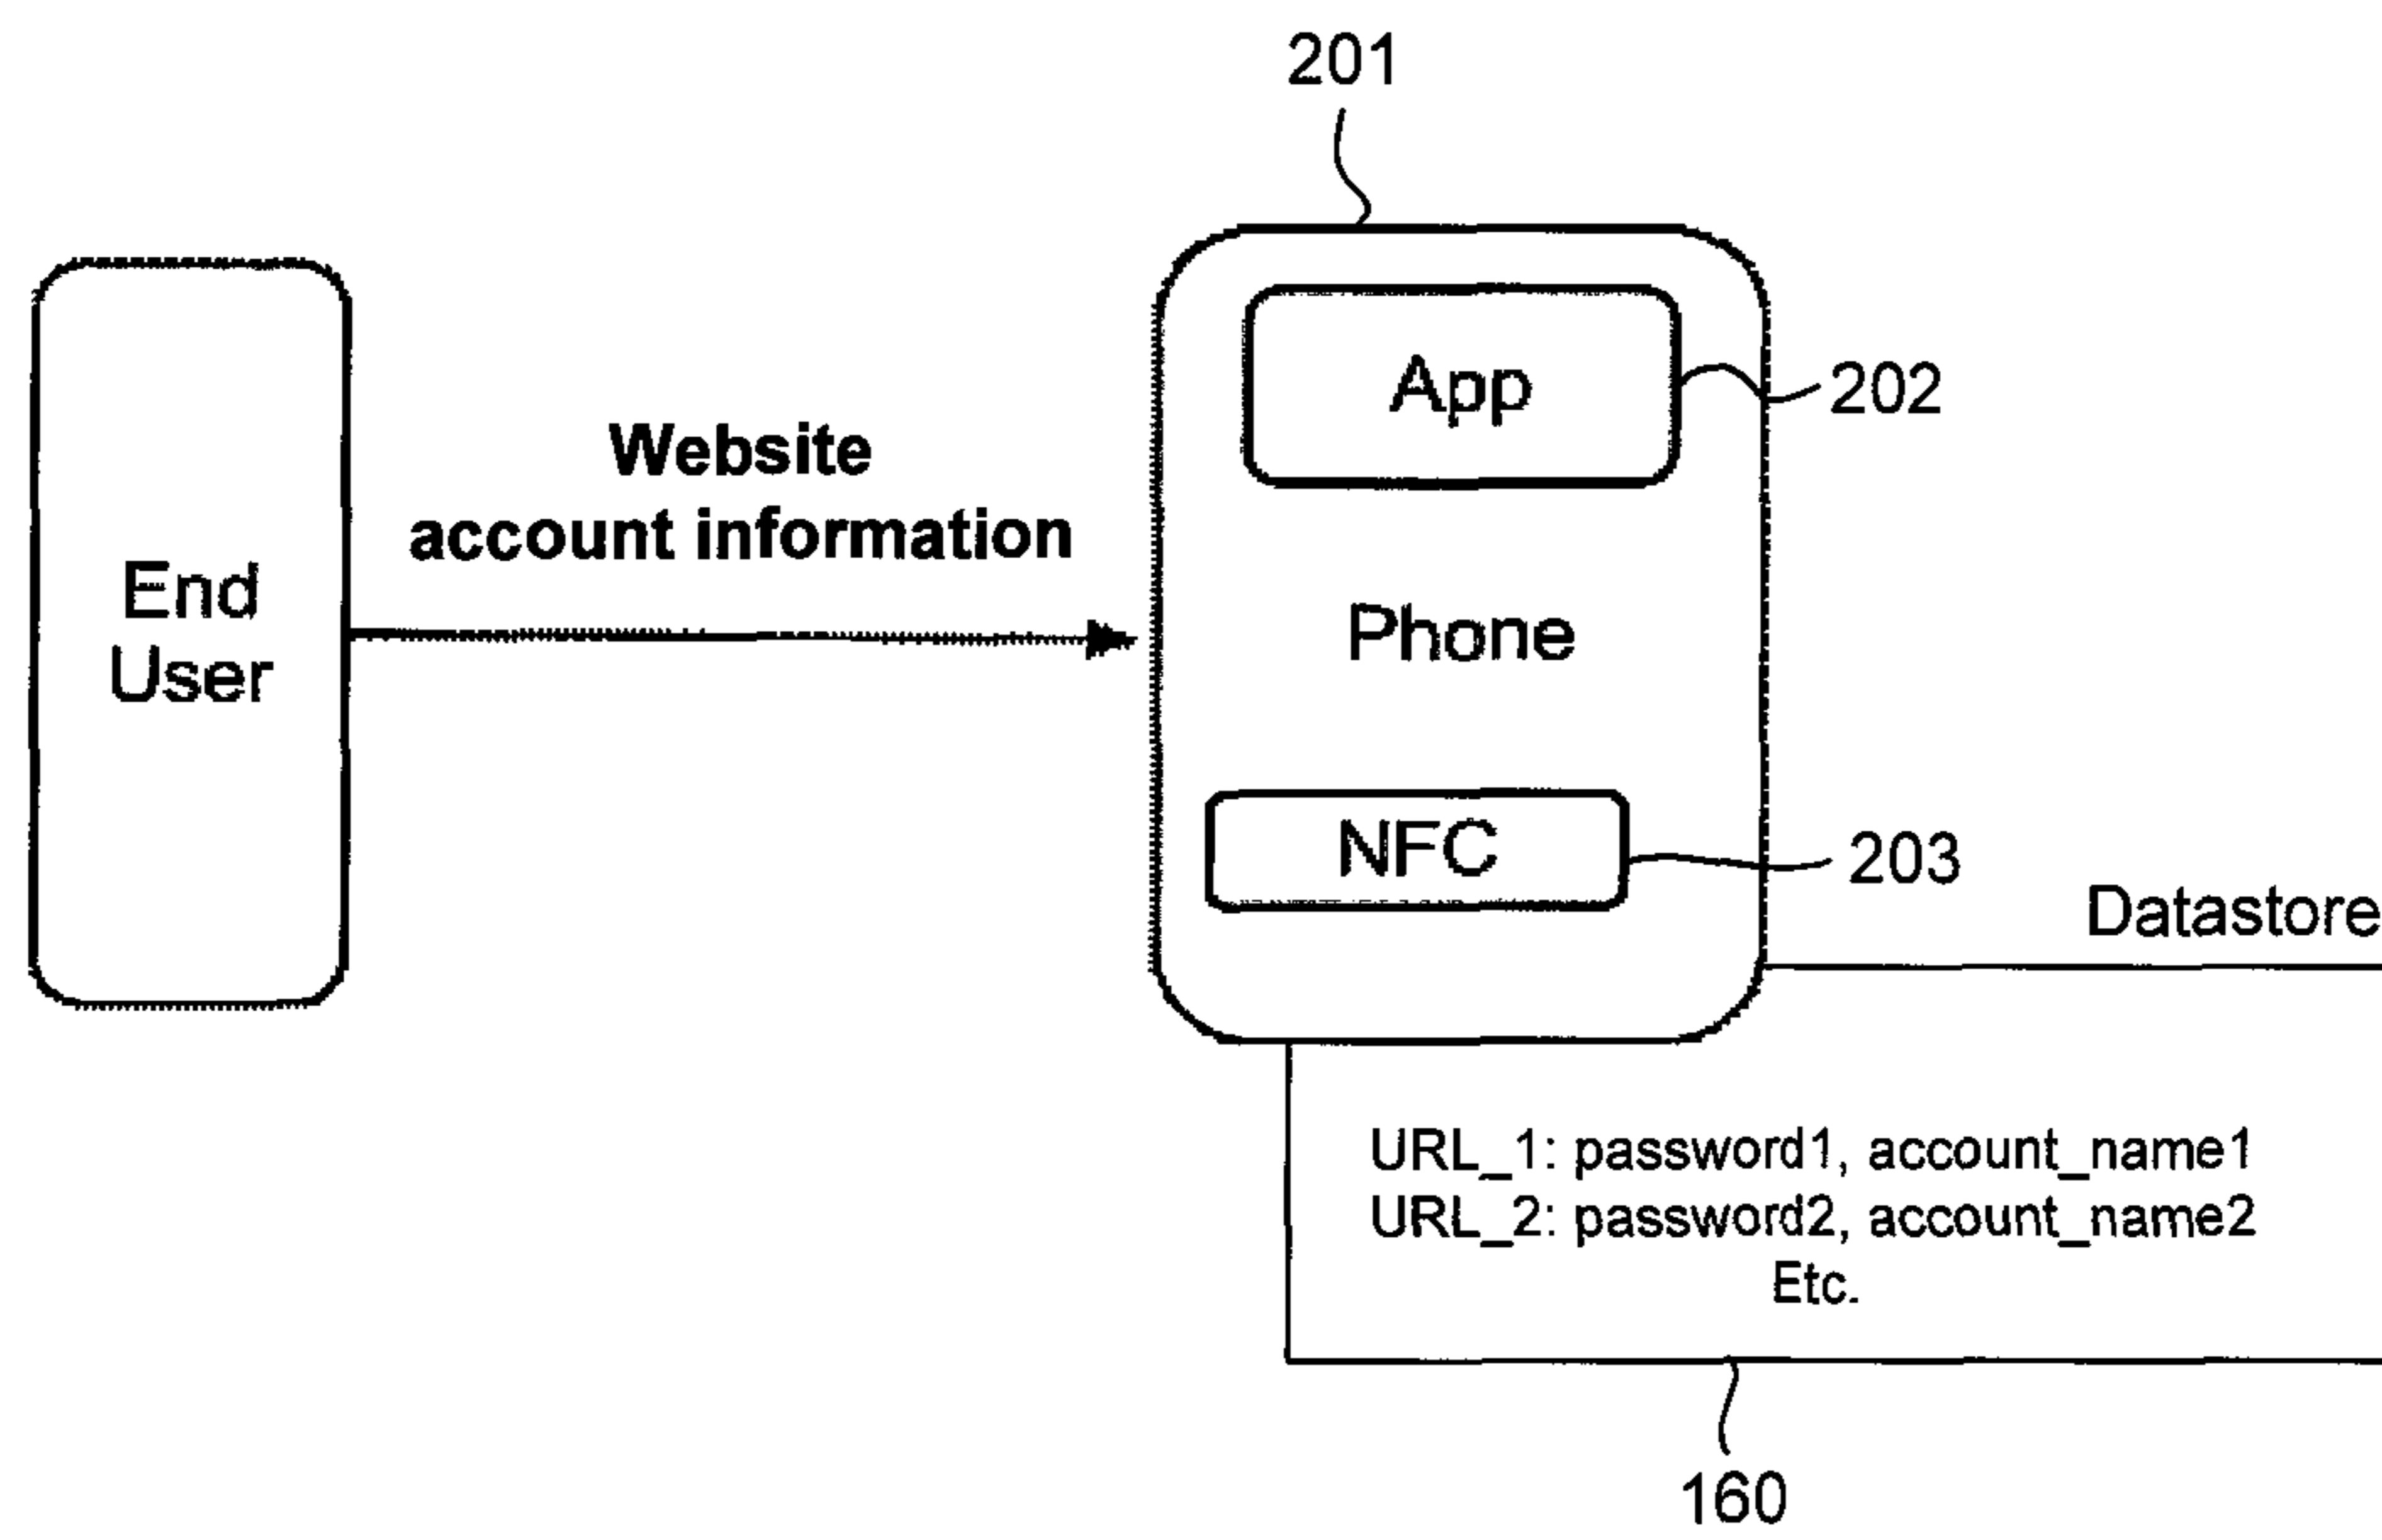 201
App
202
Website
account information
End
User
Phone
NFC
203
Datastore
URL_1: password1, account_name1
URL_2: password2, account_name2
Etc.
160